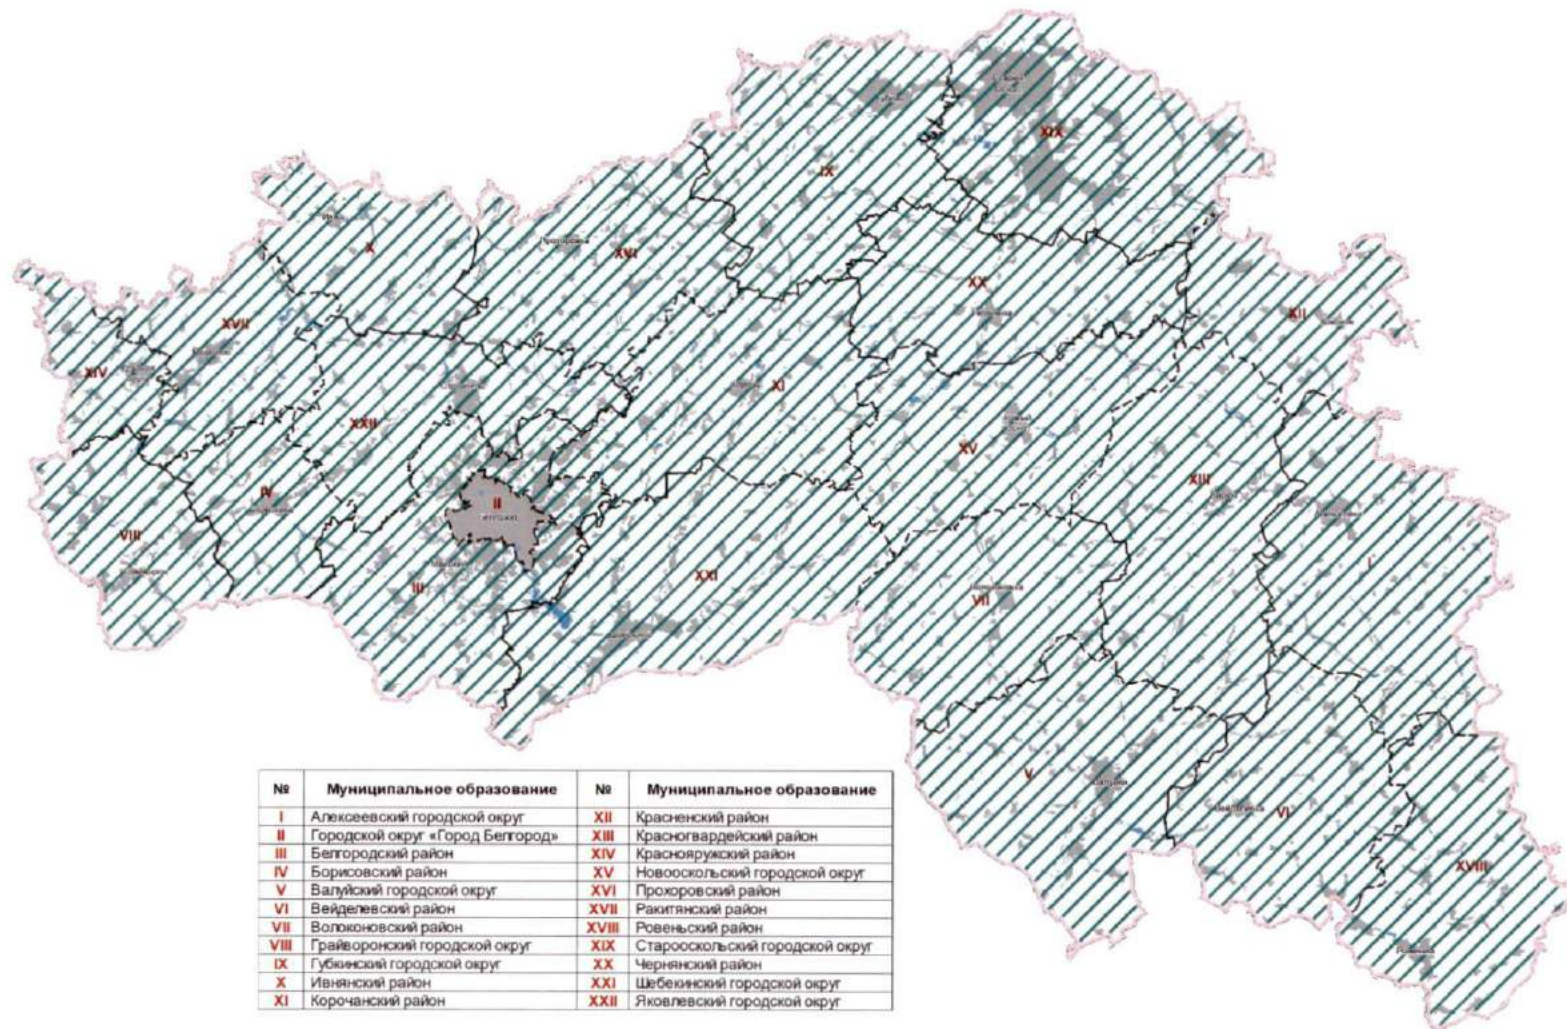 XIX
Губкин
IX
X
Прохоровка
XVI
XX
XII
XVII
XIV
XI
XXII
XV
XIII
IV
II
VIII
I
XXI
III
VII
V
VI
XVIII
№ Муниципальное образование № Муниципальное образование
I Алексеевский городской округ XII Красненский район
II Городской округ «Город Белгород» XIII Красногвардейский район
III Белгородский район XIV Краснояружский район
IV Борисовский район XV Новооскольский городской округ
V Валуйский городской округ XVI Прохоровский район
VI Вейделевский район XVII Ракитянский район
VII Волоконовский район XVIII Ровеньский район
VIII Грайворонский городской округ XIX Старооскольский городской округ
IX Губкинский городской округ XX Чернянский район
X Ивнянский район XXI Шебекинский городской округ
XI Корочанский район XXII Яковлевский городской округ